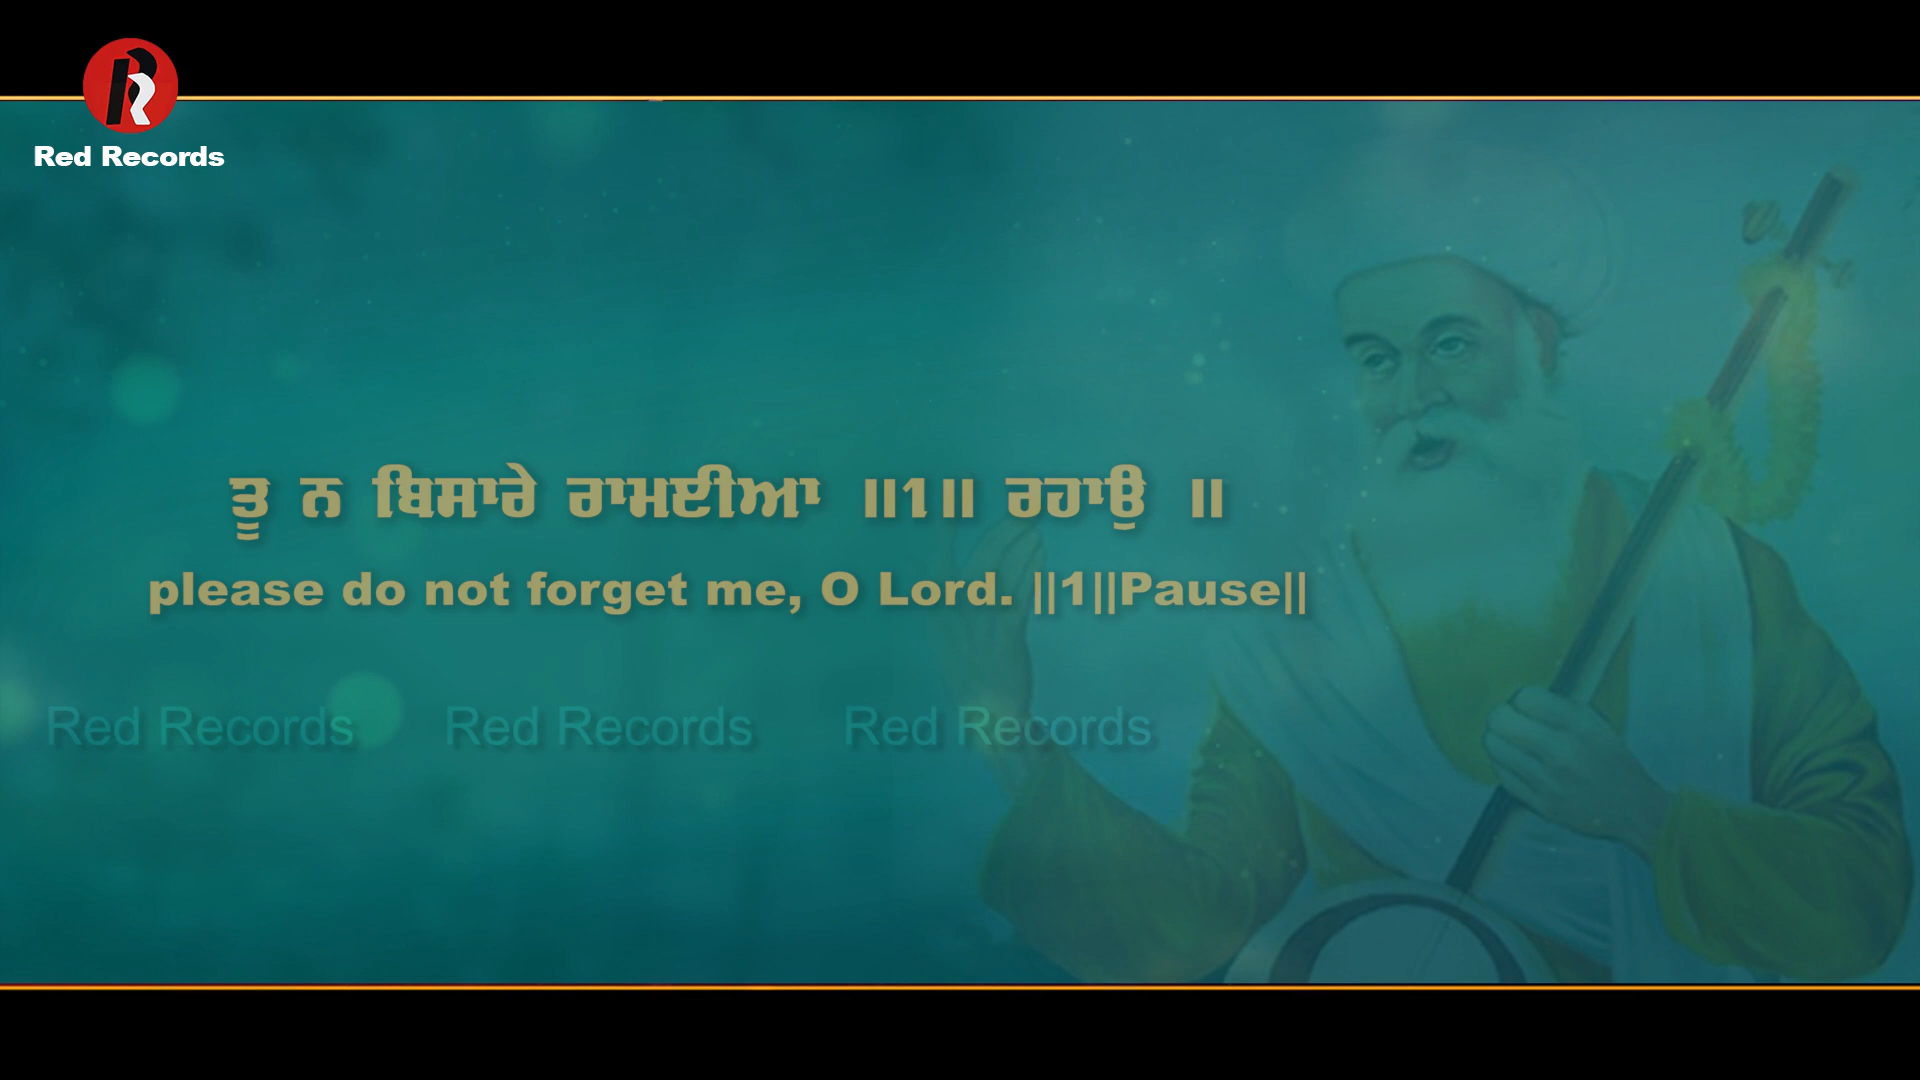 Red Records
ਤੂ ਨ ਬਿਸਾਰੇ ਰਾਮਈਆ ॥1॥ ਰਹਾਉ ॥
please do not forget me, O Lord. ||1||Pause||
Red Records Red Records Red Records